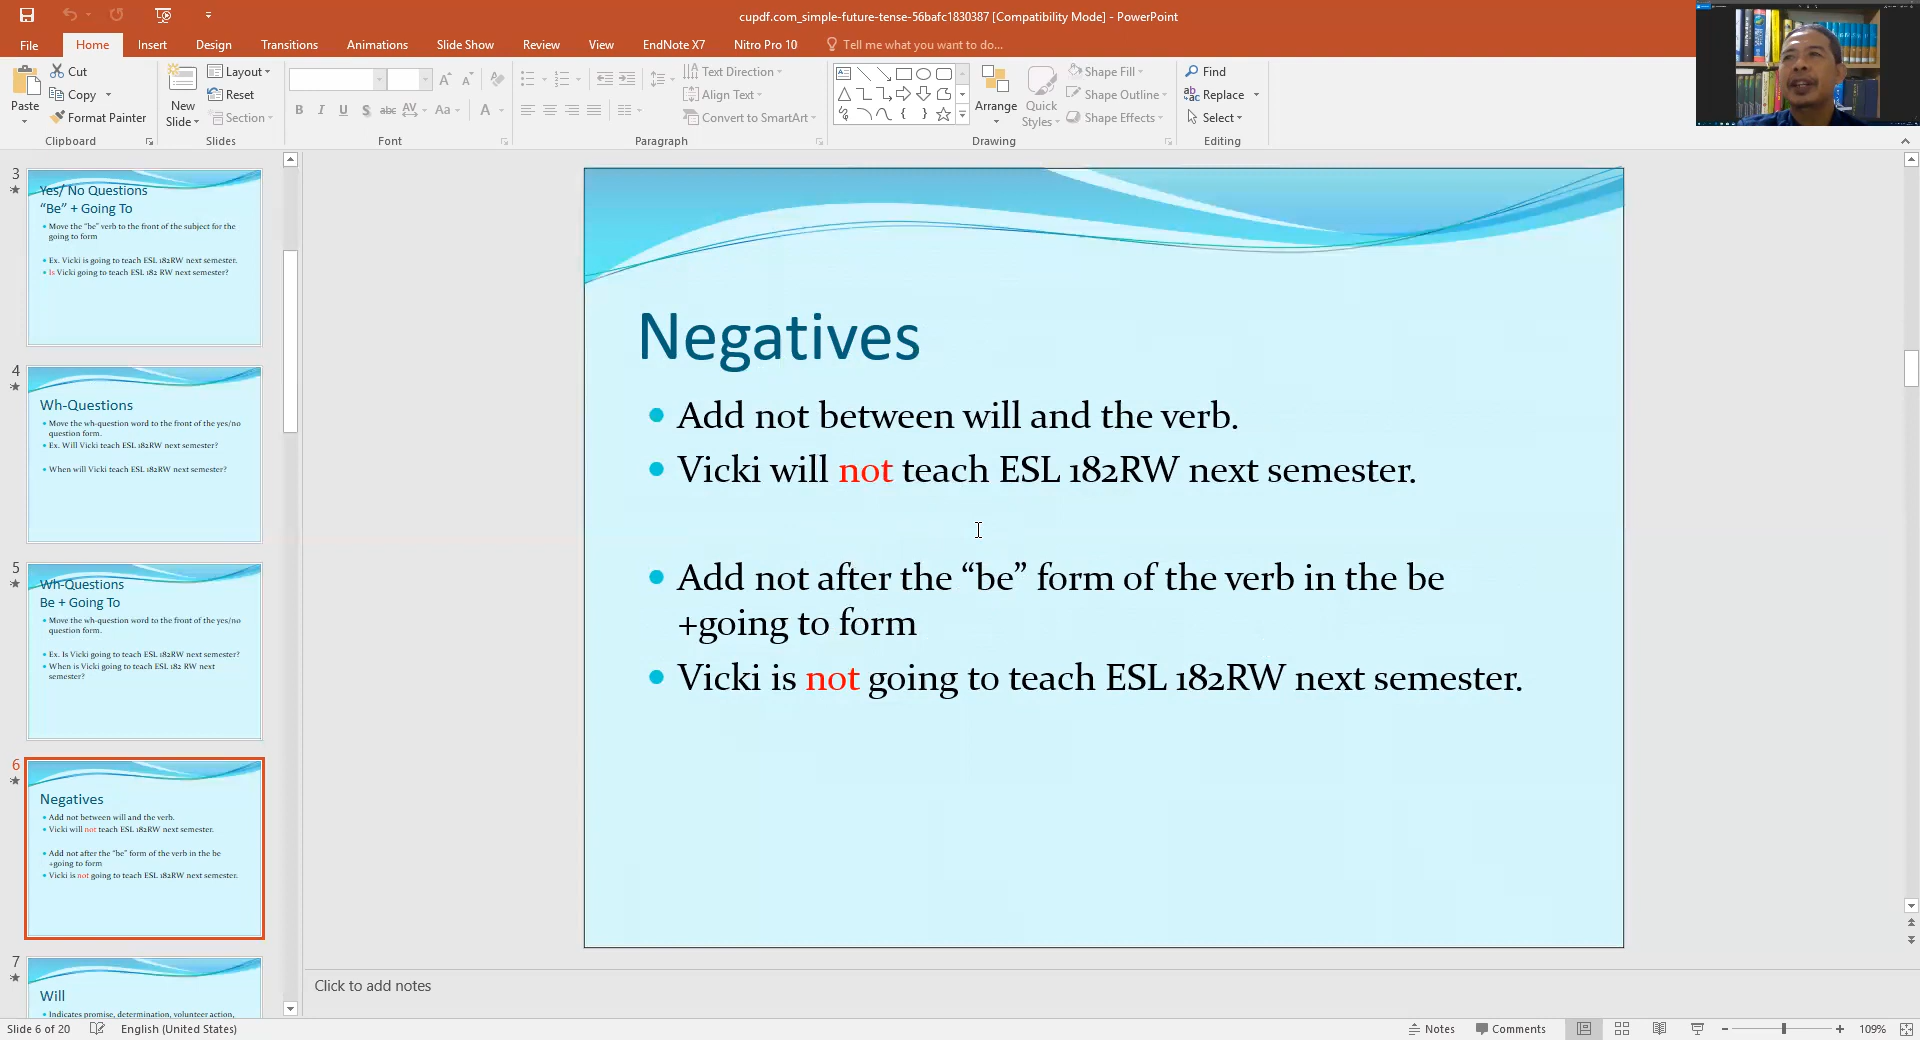 cupdf.com_simple-future-tense-56bafc1830387 [Compatibility Mode] - PowerPoint
File Home Insert Design Transitions Animations Slide Show Review View EndNote X7 Nitro Pro 10 Tell me what you want to do...
Paste
Cut
Copy
Format Painter
Clipboard
New
Slide
Layout
Reset
Section
Slides
B I U S abc AV Aa A
Font
Text Direction
Align Text
Convert to SmartArt
Paragraph
Arrange
Quick
Styles
Shape Fill
Shape Outline
Shape Effects
Drawing
Find
Replace
Select
Editing
3
Yes/ No Questions
“Be” + Going To
Move the “be” verb to the front of the subject for the
going to form
Ex. Vicki is going to teach ESL 182RW next semester.
Is Vicki going to teach ESL 182 RW next semester?
4
Wh-Questions
Move the wh-question word to the front of the yes/no
question form.
Ex. Will Vicki teach ESL 182RW next semester?
When will Vicki teach ESL 182RW next semester?
5
Wh-Questions
Be + Going To
Move the wh-question word to the front of the yes/no
question form.
Ex. Is Vicki going to teach ESL 182RW next semester?
When is Vicki going to teach ESL 182 RW next
semester?
6
Negatives
Add not between will and the verb.
Vicki will not teach ESL 182RW next semester.
Add not after the “be” form of the verb in the be
+going to form
Vicki is not going to teach ESL 182RW next semester.
7
Will
Indicates promise, determination, volunteer action,
Negatives
Add not between will and the verb.
Vicki will not teach ESL 182RW next semester.
Add not after the “be” form of the verb in the be
+going to form
Vicki is not going to teach ESL 182RW next semester.
Click to add notes
Slide 6 of 20 English (United States) Notes Comments 109%